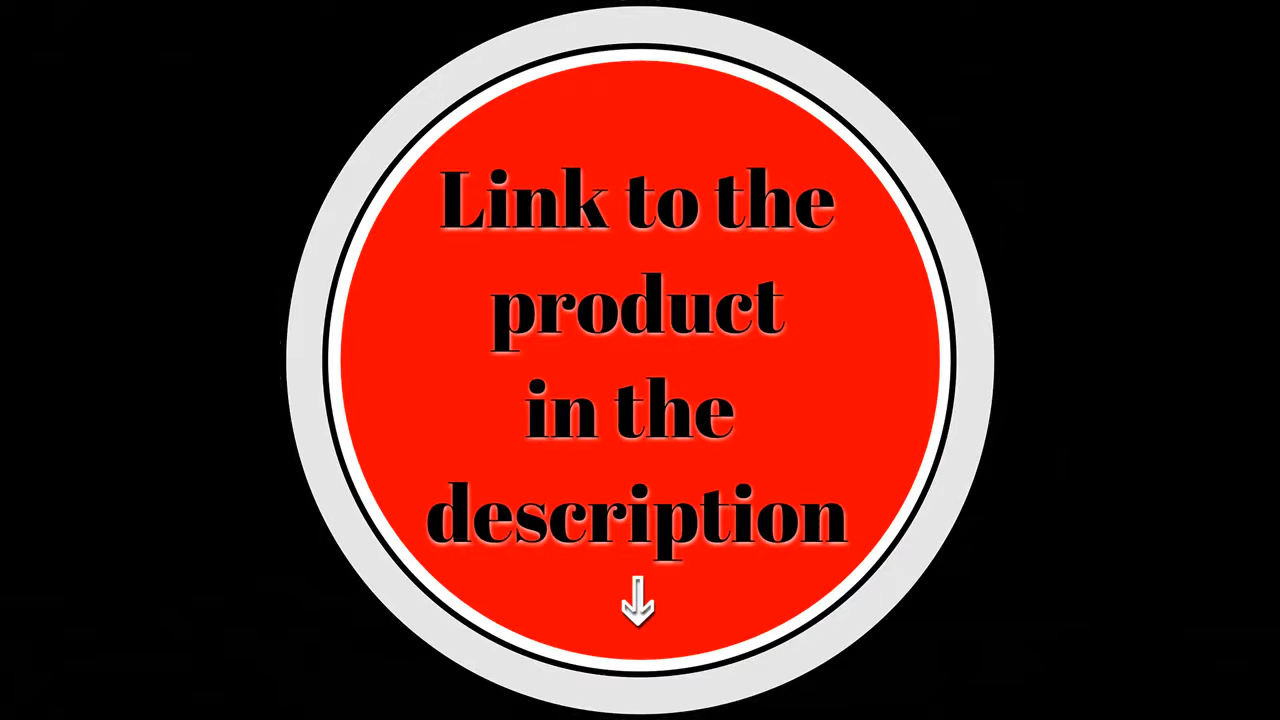 Link to the
product
in the
description